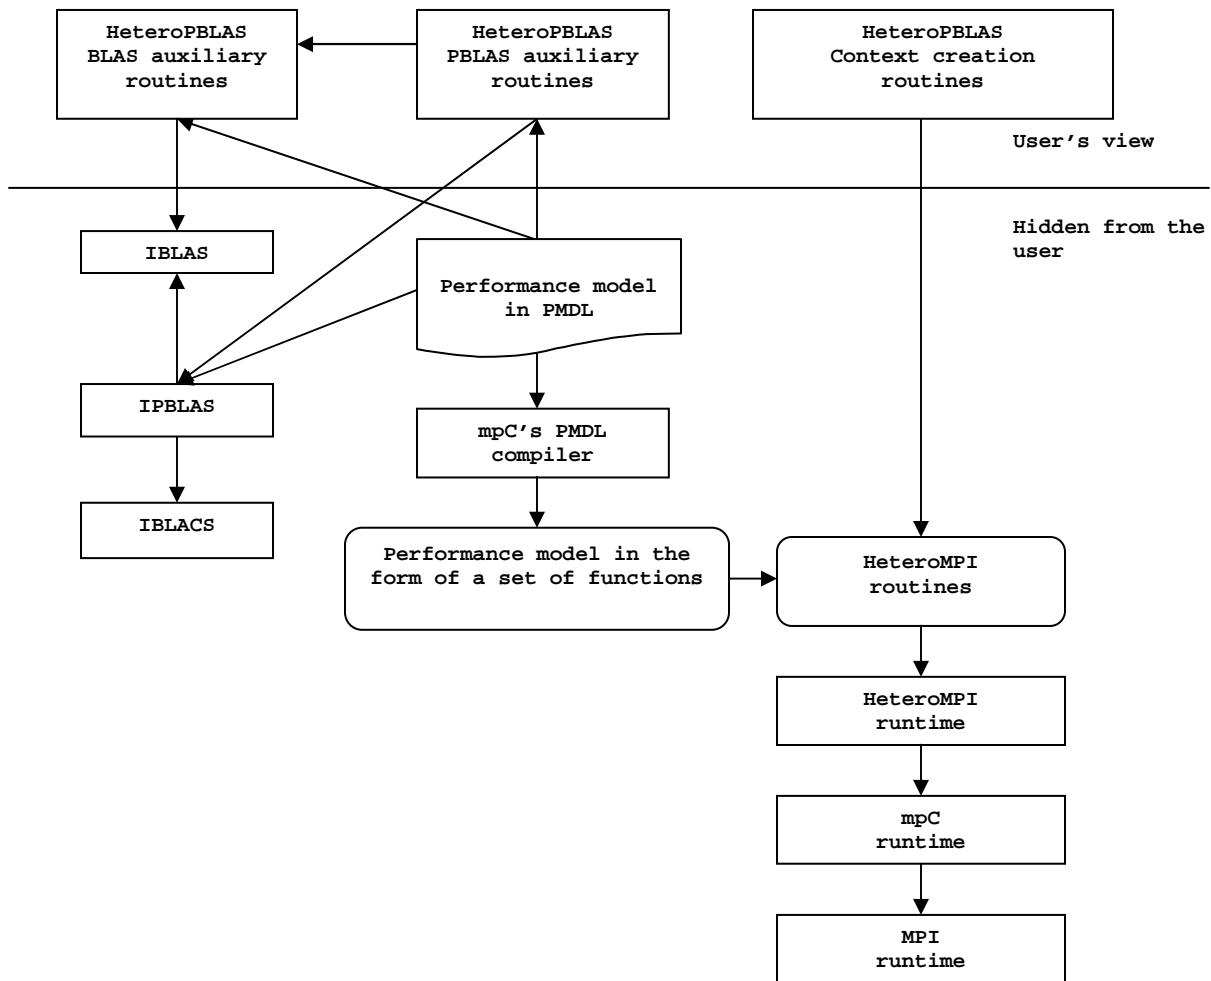 HeteroPBLAS
BLAS auxiliary
routines
HeteroPBLAS
PBLAS auxiliary
routines
HeteroPBLAS
Context creation
routines
User’s view
Hidden from the
user
IBLAS
Performance model
in PMDL
IPBLAS
mpC’s PMDL
compiler
IBLACS
Performance model in the
form of a set of functions
HeteroMPI
routines
HeteroMPI
runtime
mpC
runtime
MPI
runtime